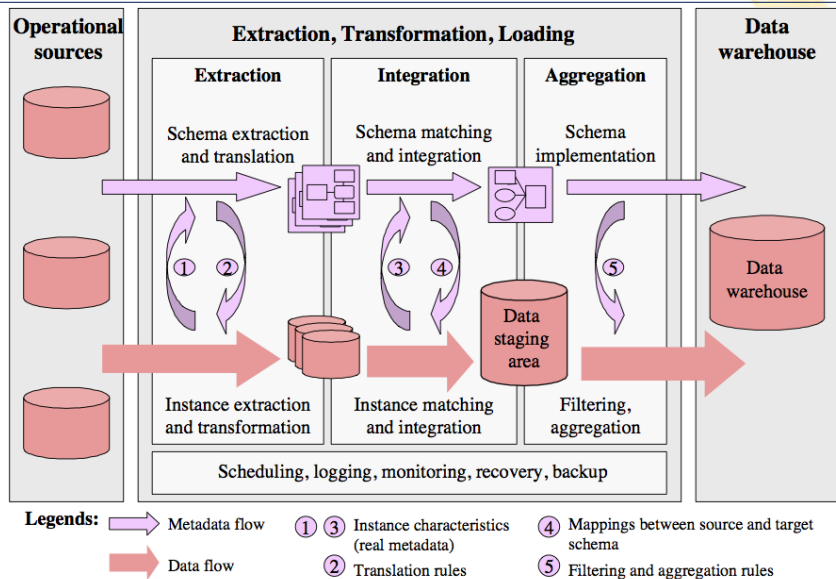 Operational
sources
Extraction, Transformation, Loading
Data
warehouse
Extraction
Integration
Aggregation
Schema extraction
and translation
Schema matching
and integration
Schema
implementation
1
2
3
4
5
Data
warehouse
Data
staging
area
Instance extraction
and transformation
Instance matching
and integration
Filtering,
aggregation
Scheduling, logging, monitoring, recovery, backup
Legends:
Metadata flow
1 3 Instance characteristics
(real metadata)
4 Mappings between source and target
schema
Data flow
2 Translation rules
5 Filtering and aggregation rules